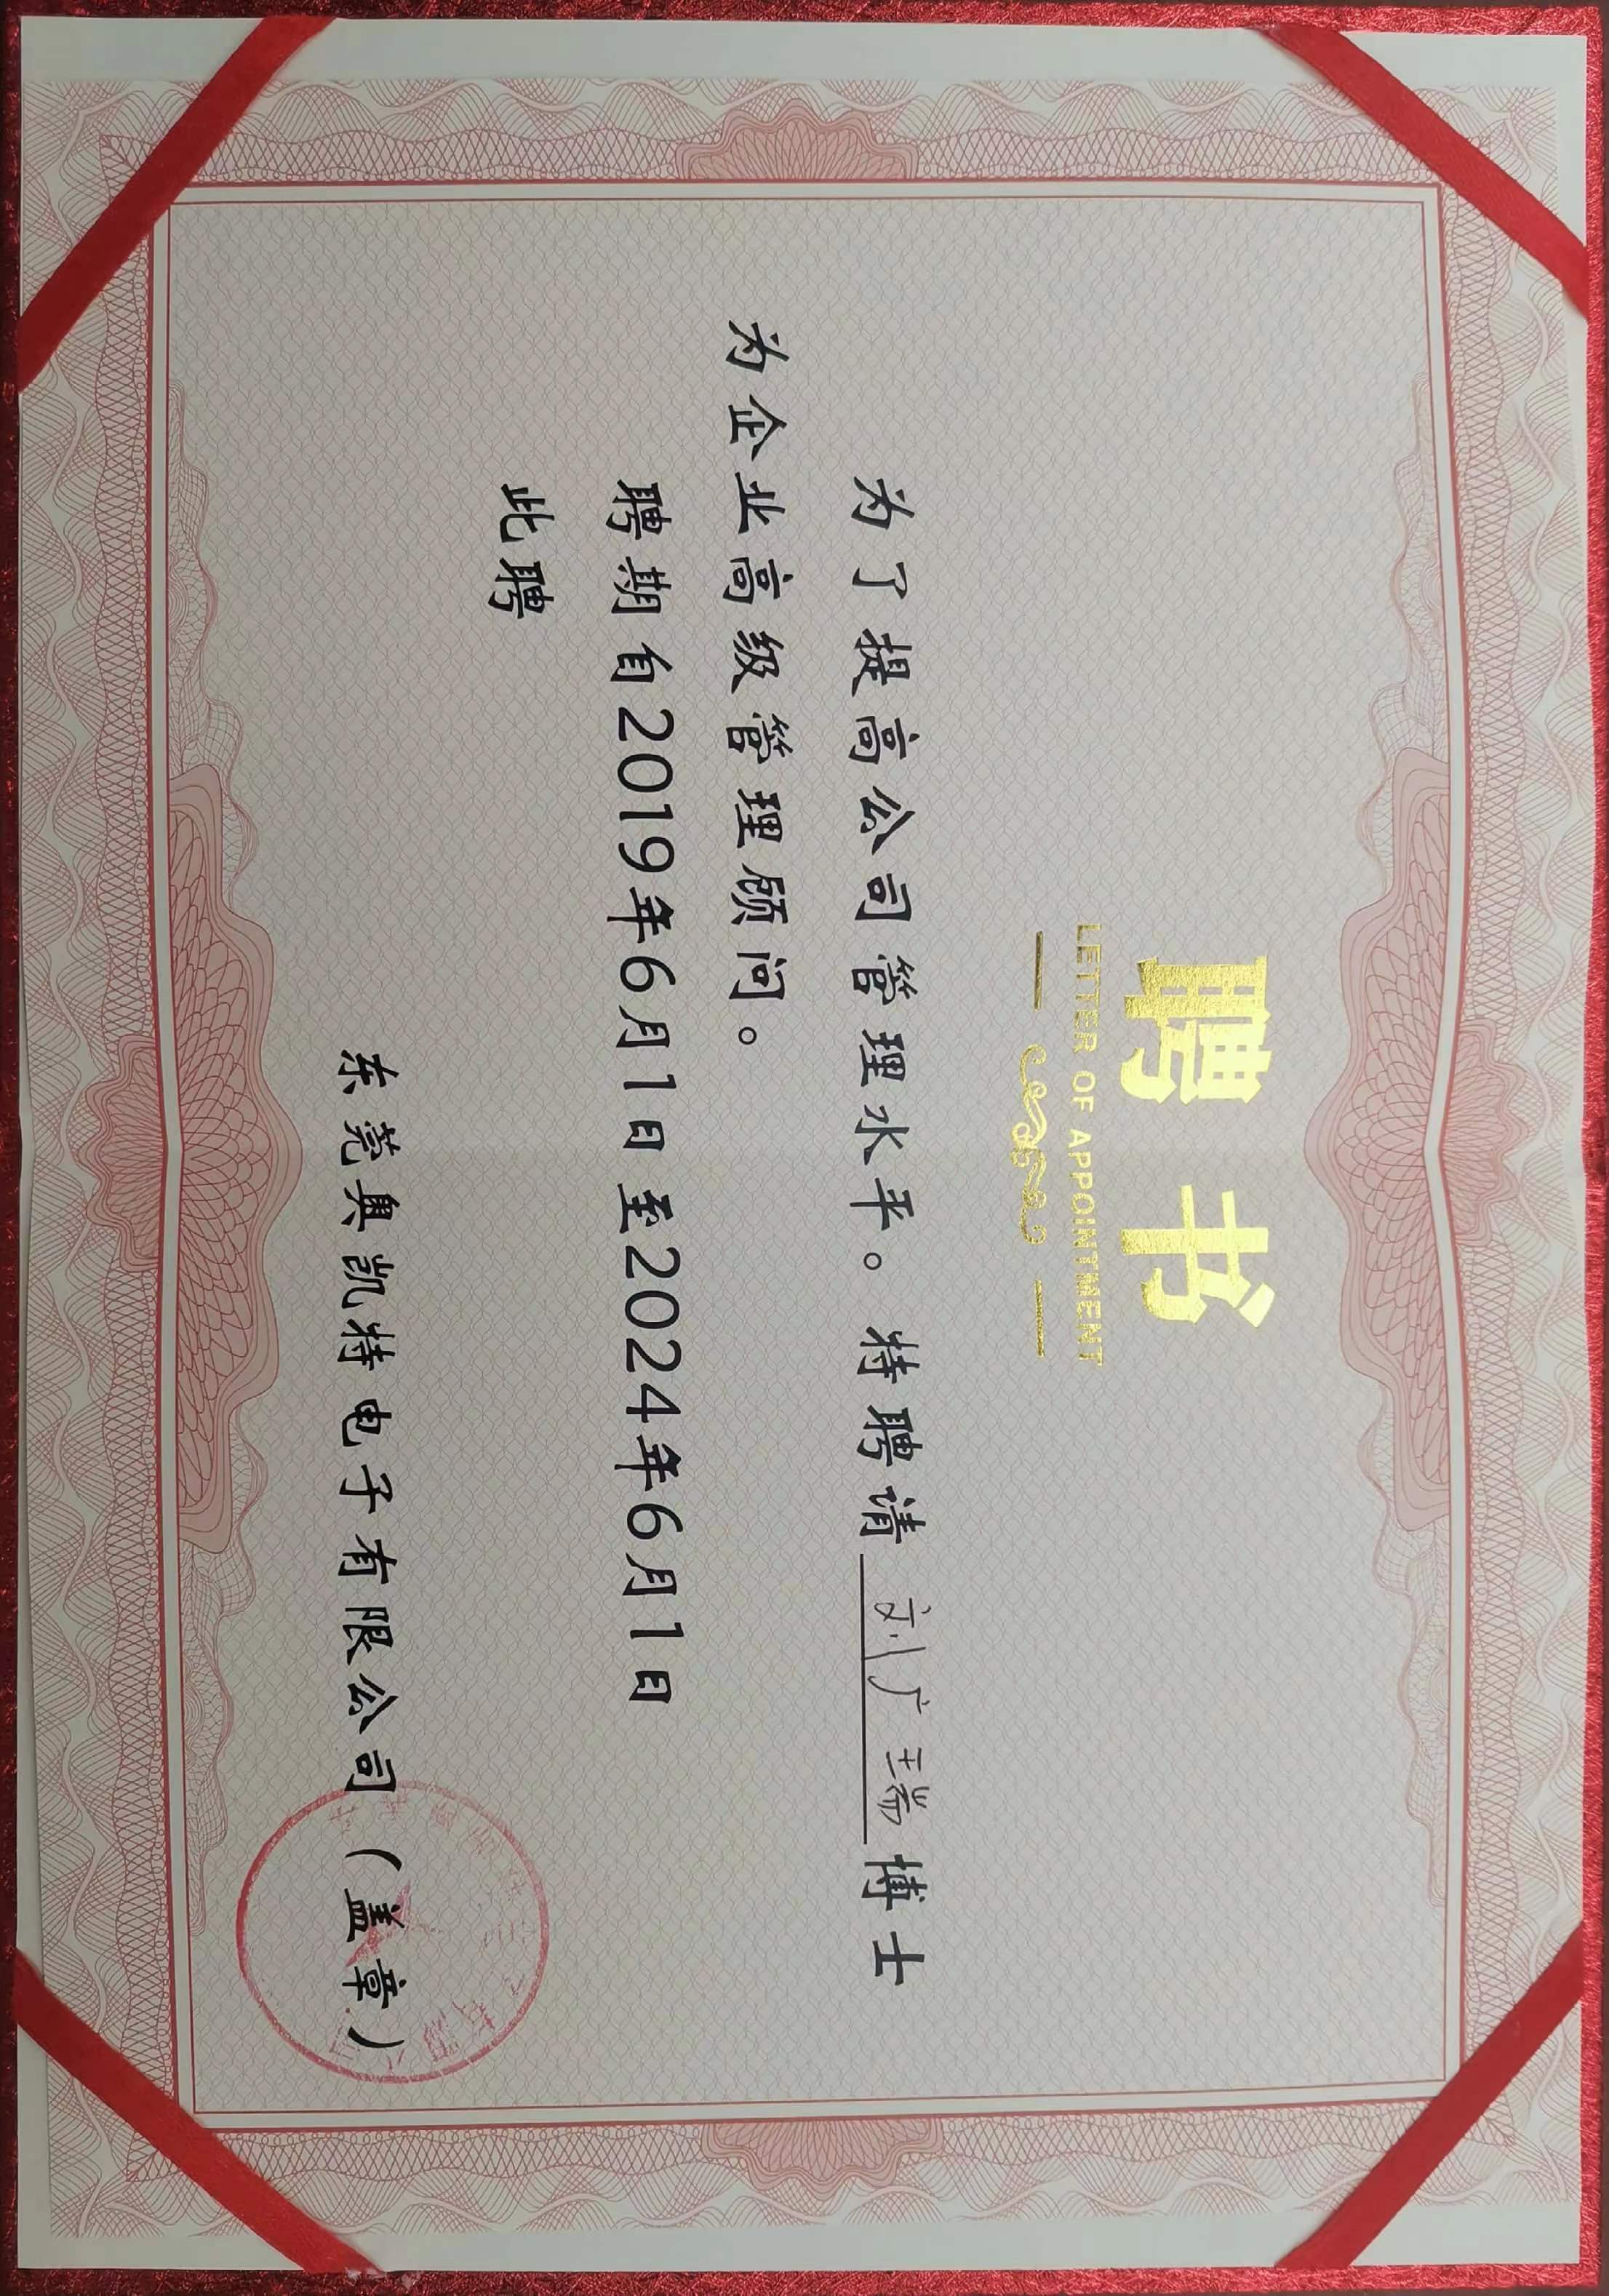 聘书
LETTER OF APPOINTMENT
为了提高公司管理水平。特聘请刘广瑞博士
为企业高级管理顾问。
聘期自2019年6月1日至2024年6月1日
此聘
东莞奥凯特电子有限公司（盖章）